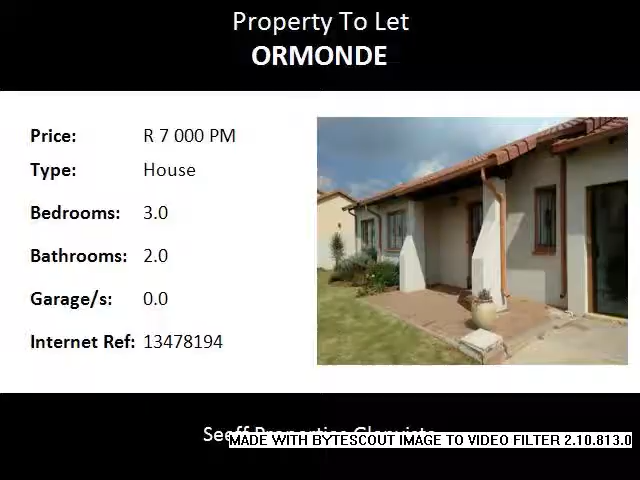 Property To Let
ORMONDE
Price: R 7 000 PM
Type: House
Bedrooms: 3.0
Bathrooms: 2.0
Garage/s: 0.0
Internet Ref: 13478194
Seeff Properties
MADE WITH BYTESCOUT IMAGE TO VIDEO FILTER 2.10.813.0